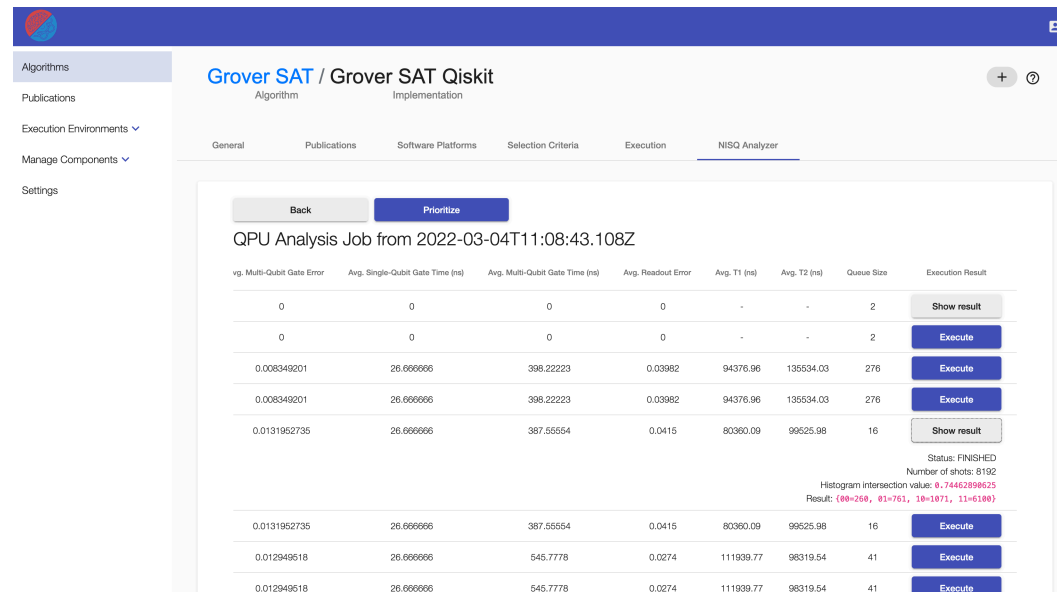 Algorithms
Publications
Execution Environments
Manage Components
Settings
Grover SAT / Grover SAT Qiskit
Algorithm Implementation
General Publications Software Platforms Selection Criteria Execution NISQ Analyzer
Back Prioritize
QPU Analysis Job from 2022-03-04T11:08:43.108Z
vg. Multi-Qubit Gate Error Avg. Single-Qubit Gate Time (ns) Avg. Multi-Qubit Gate Time (ns) Avg. Readout Error Avg. T1 (ns) Avg. T2 (ns) Queue Size Execution Result
0 0 0 0 - - 2 Show result
0 0 0 0 - - 2 Execute
0.008349201 26.666666 398.22223 0.03982 94376.96 135534.03 276 Execute
0.008349201 26.666666 398.22223 0.03982 94376.96 135534.03 276 Execute
0.0131952735 26.666666 387.55554 0.0415 80360.09 99525.98 16 Show result
Status: FINISHED
Number of shots: 8192
Histogram intersection value: 0.74462890625
Result: {00=260, 01=761, 10=1071, 11=6100}
0.0131952735 26.666666 387.55554 0.0415 80360.09 99525.98 16 Execute
0.012949518 26.666666 545.7778 0.0274 111939.77 98319.54 41 Execute
0.012949518 26.666666 545.7778 0.0274 111939.77 98319.54 41 Execute